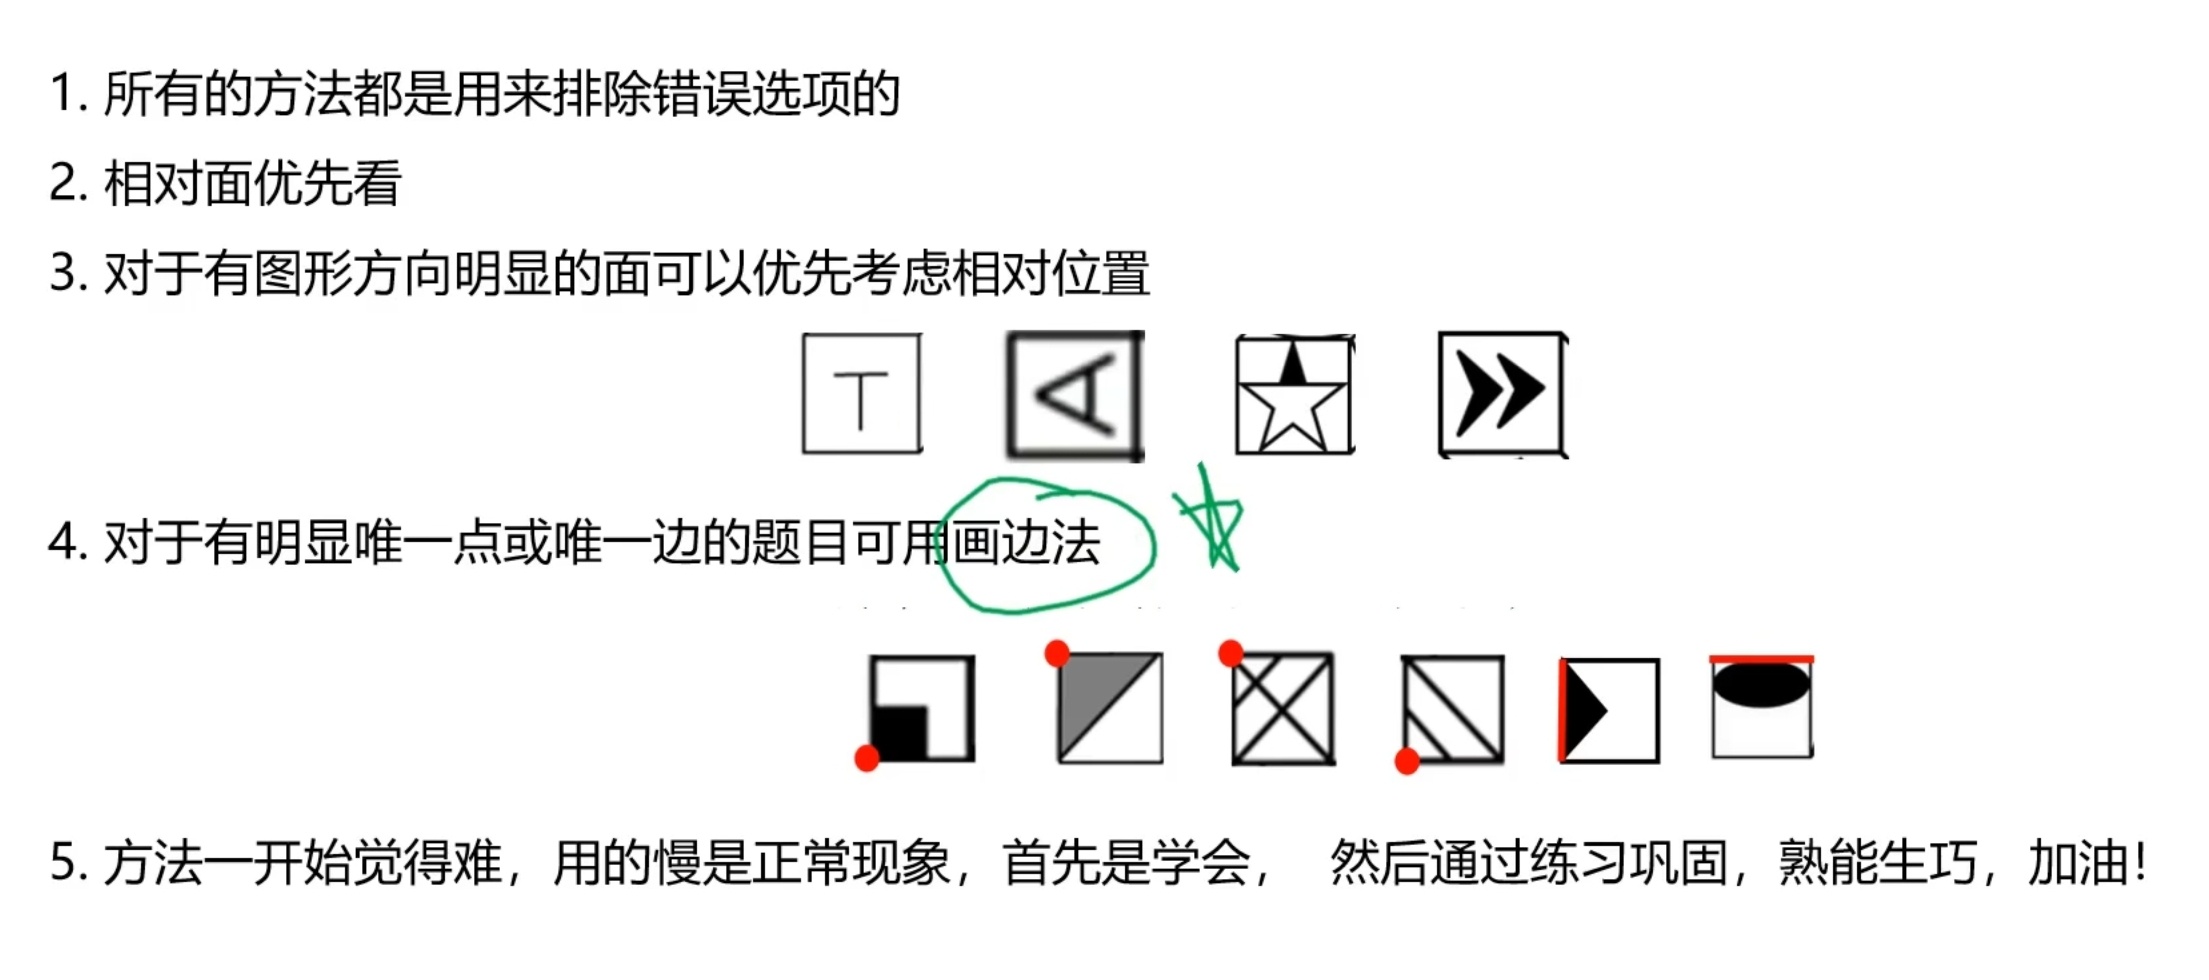 1. 所有的方法都是用来排除错误选项的
2. 相对面优先看
3. 对于有图形方向明显的面可以优先考虑相对位置
T A
4. 对于有明显唯一点或唯一边的题目可用画边法
5. 方法一开始觉得难，用的慢是正常现象，首先是学会， 然后通过练习巩固，熟能生巧，加油！